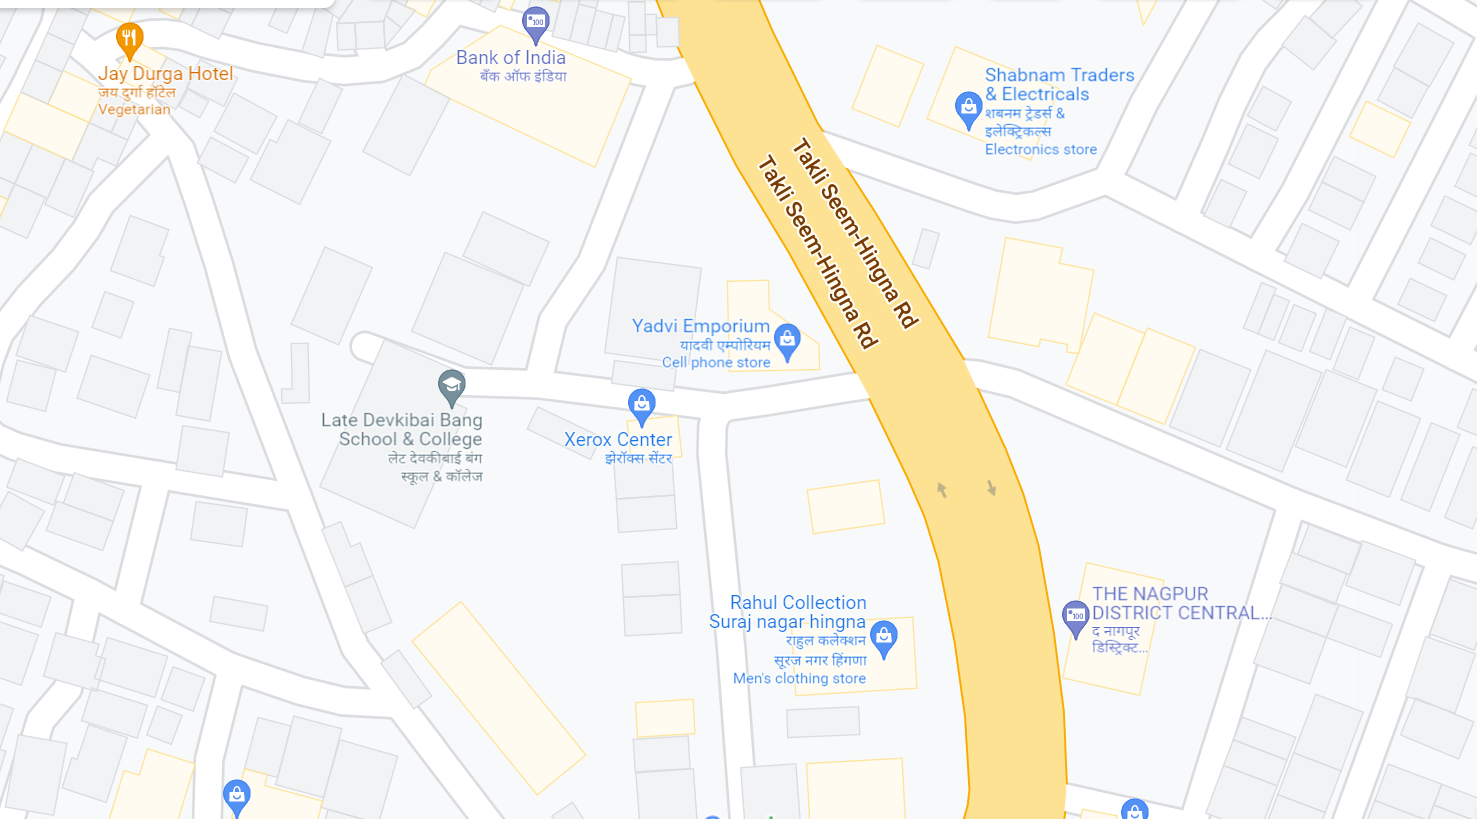 Jay Durga Hotel
जय दुर्गा हॉटेल
Vegetarian
Bank of India
बँक ऑफ इंडिया
Shabnam Traders
& Electricals
शबनम ट्रेडर्स &
इलेक्ट्रिकल्स
Electronics store
Takli Seem-Hingna Rd
Takli Seem-Hingna Rd
Yadvi Emporium
यादवी एम्पोरियम
Cell phone store
Late Devkibai Bang
School & College
लेट देवकीबाई बंग
स्कूल & कॉलेज
Xerox Center
झेरॉक्स सेंटर
Rahul Collection
Suraj nagar hingna
राहुल कलेक्शन
सूरज नगर हिंगणा
Men's clothing store
THE NAGPUR
DISTRICT CENTRAL...
द नागपूर
डिस्ट्रिक्ट...